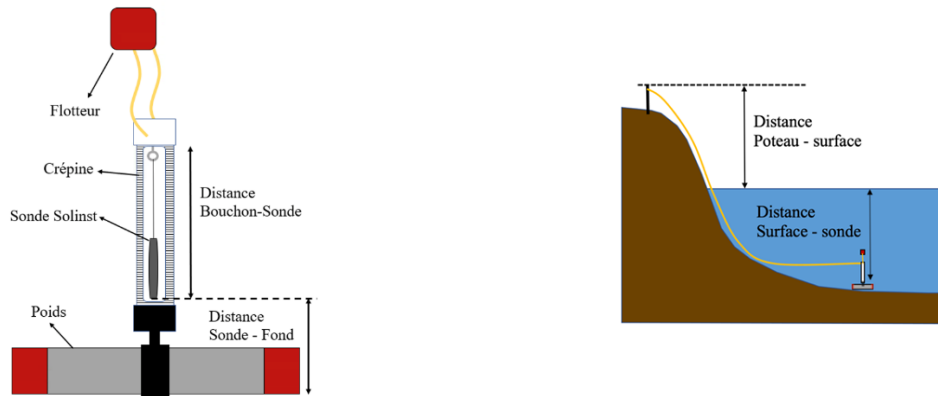 Flotteur
Crépine
Sonde Solinst
Distance
Bouchon-Sonde
Poids
Distance
Sonde - Fond
Distance
Poteau - surface
Distance
Surface - sonde